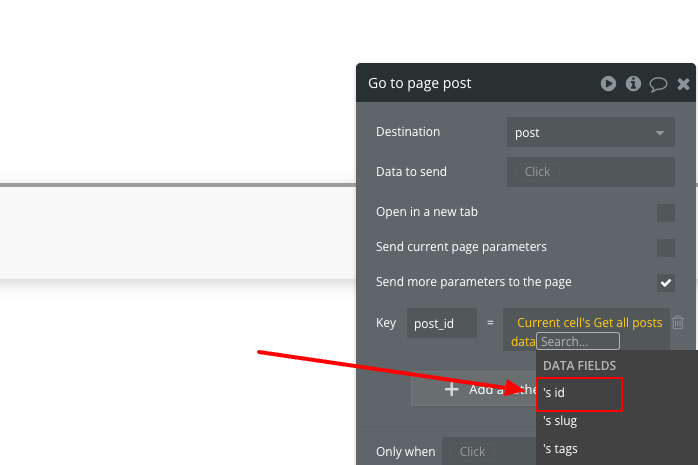 Go to page post
Destination
post
Data to send
Click
Open in a new tab
Send current page parameters
Send more parameters to the page
Key
post_id
=
Current cell's Get all posts
data
Search...
DATA FIELDS
's id
Add
's slug
's tags
Only when
Click